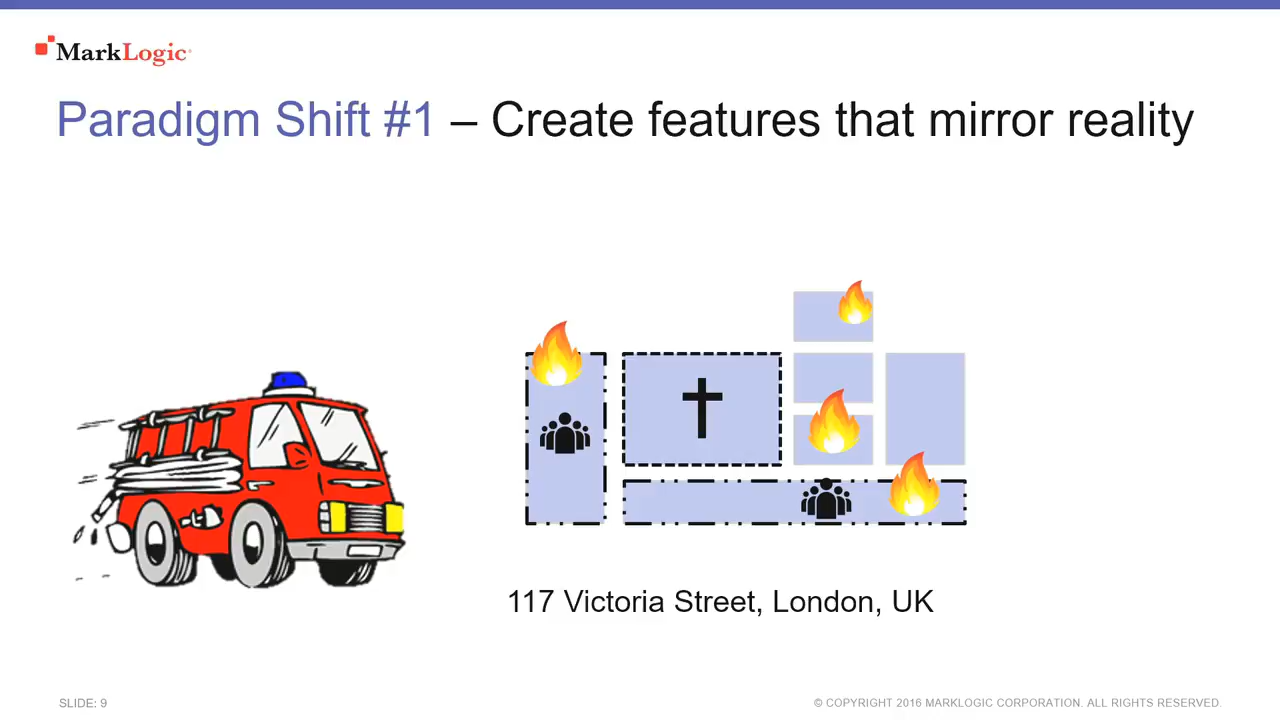 MarkLogic
Paradigm Shift #1 – Create features that mirror reality
117 Victoria Street, London, UK
SLIDE: 9
© COPYRIGHT 2016 MARKLOGIC CORPORATION. ALL RIGHTS RESERVED.